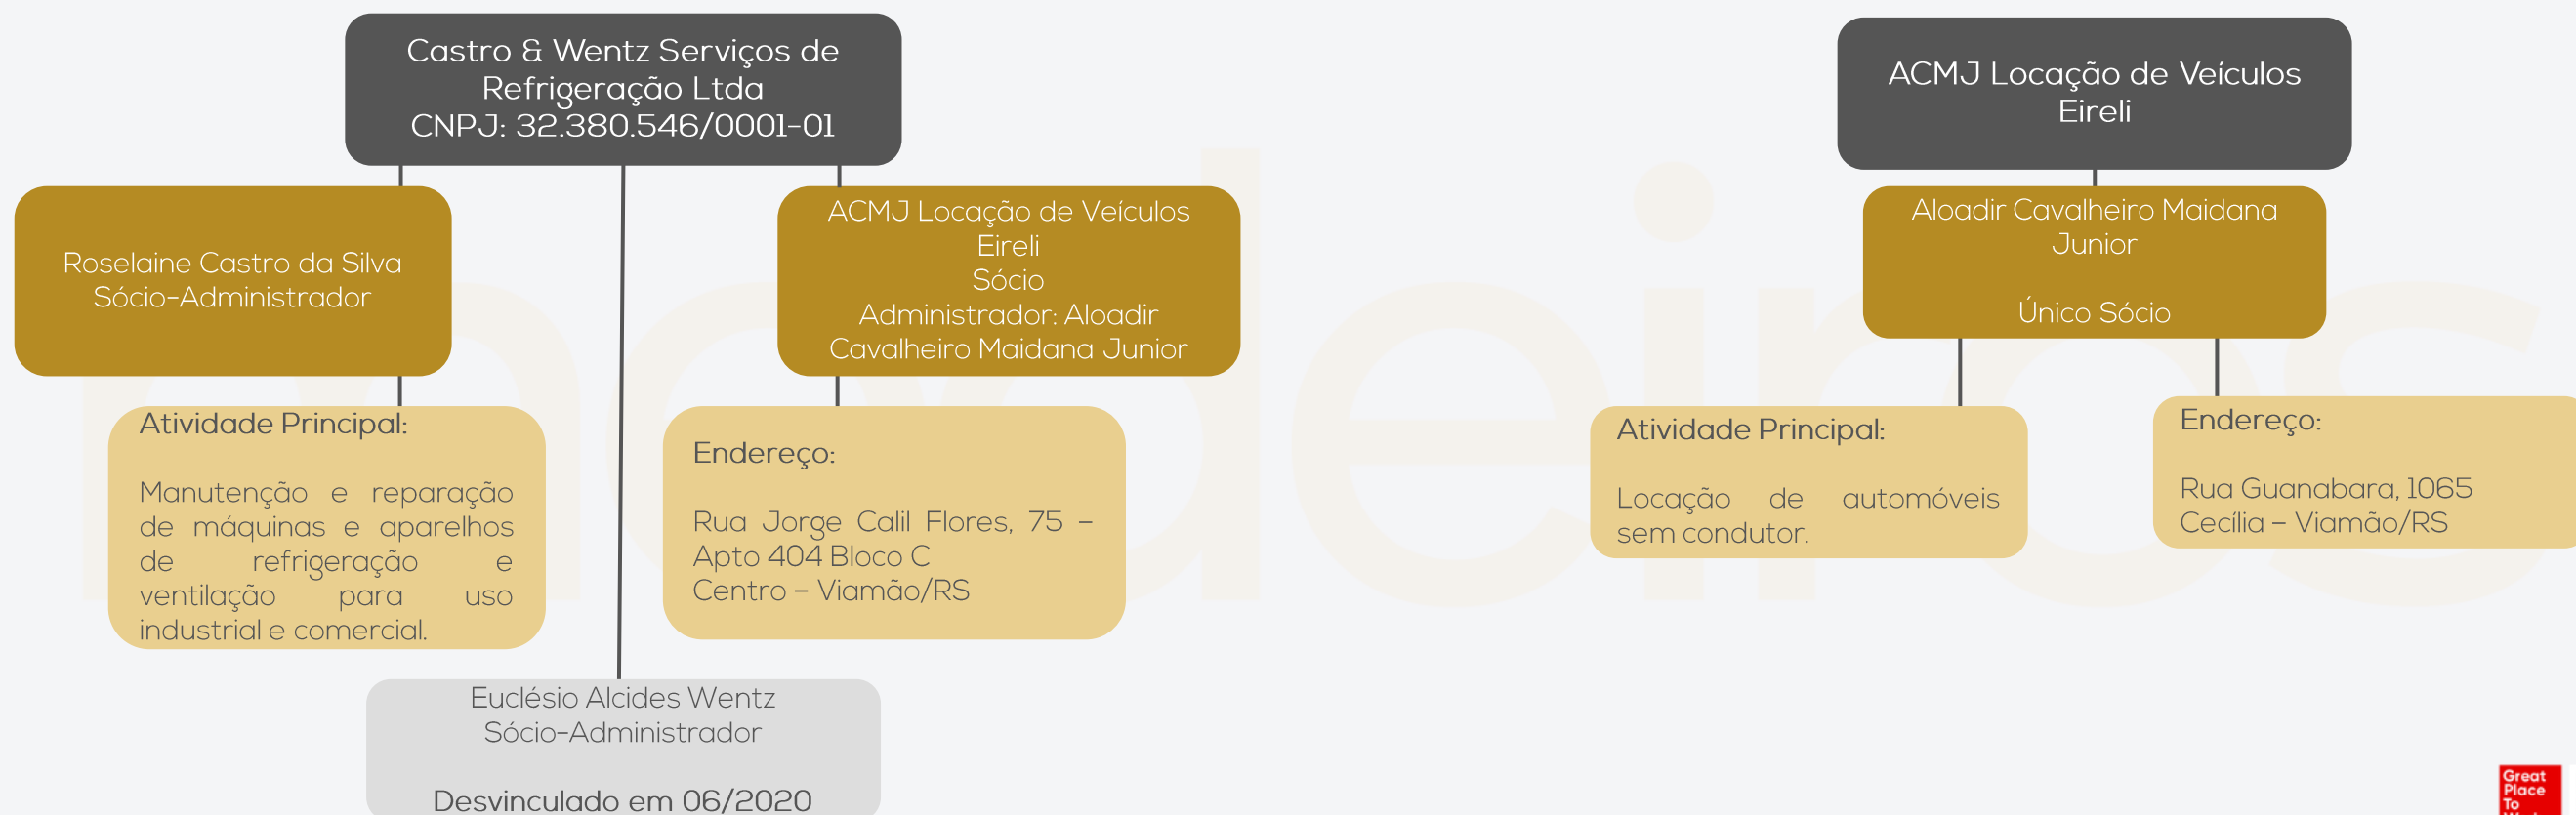 Castro & Wentz Serviços de
Refrigeração Ltda
CNPJ: 32.380.546/0001-01
Roselaine Castro da Silva
Sócio-Administrador
ACMJ Locação de Veículos
Eireli
Sócio
Administrador: Aloadir
Cavalheiro Maidana Junior
Atividade Principal:
Manutenção e reparação
de máquinas e aparelhos
de refrigeração e
ventilação para uso
industrial e comercial.
Endereço:
Rua Jorge Calil Flores, 75 –
Apto 404 Bloco C
Centro – Viamão/RS
Euclésio Alcides Wentz
Sócio-Administrador
Desvinculado em 06/2020
ACMJ Locação de Veículos
Eireli
Aloadir Cavalheiro Maidana
Junior
Único Sócio
Atividade Principal:
Locação de automóveis
sem condutor.
Endereço:
Rua Guanabara, 1065
Cecília – Viamão/RS
Great
Place
To